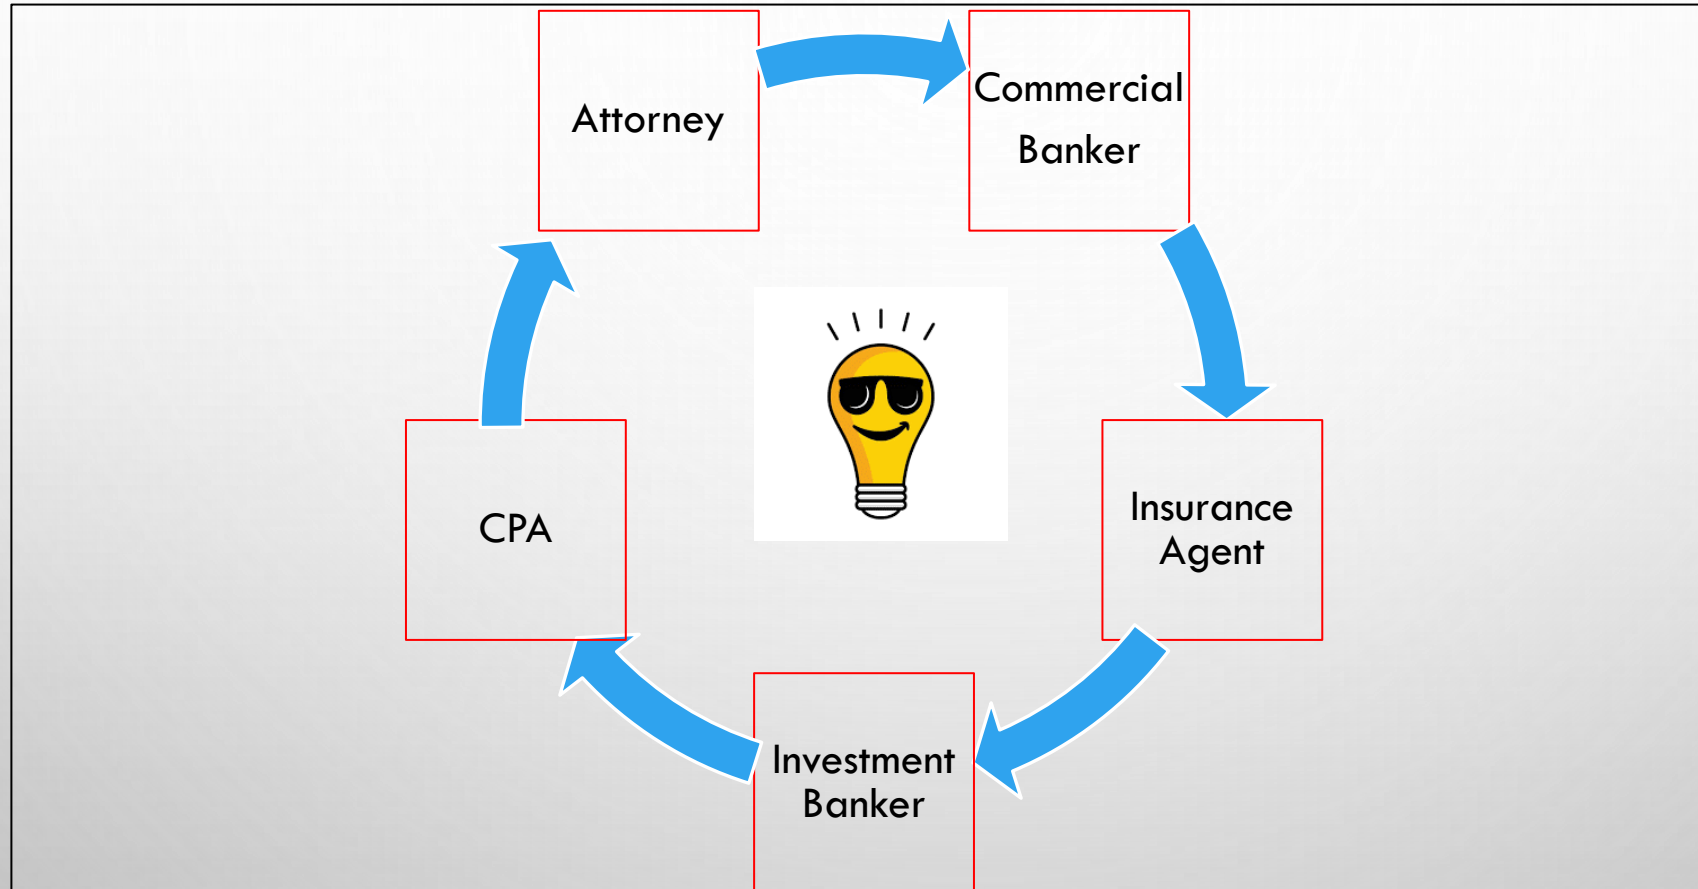 Attorney
Commercial
Banker
Insurance
Agent
Investment
Banker
CPA